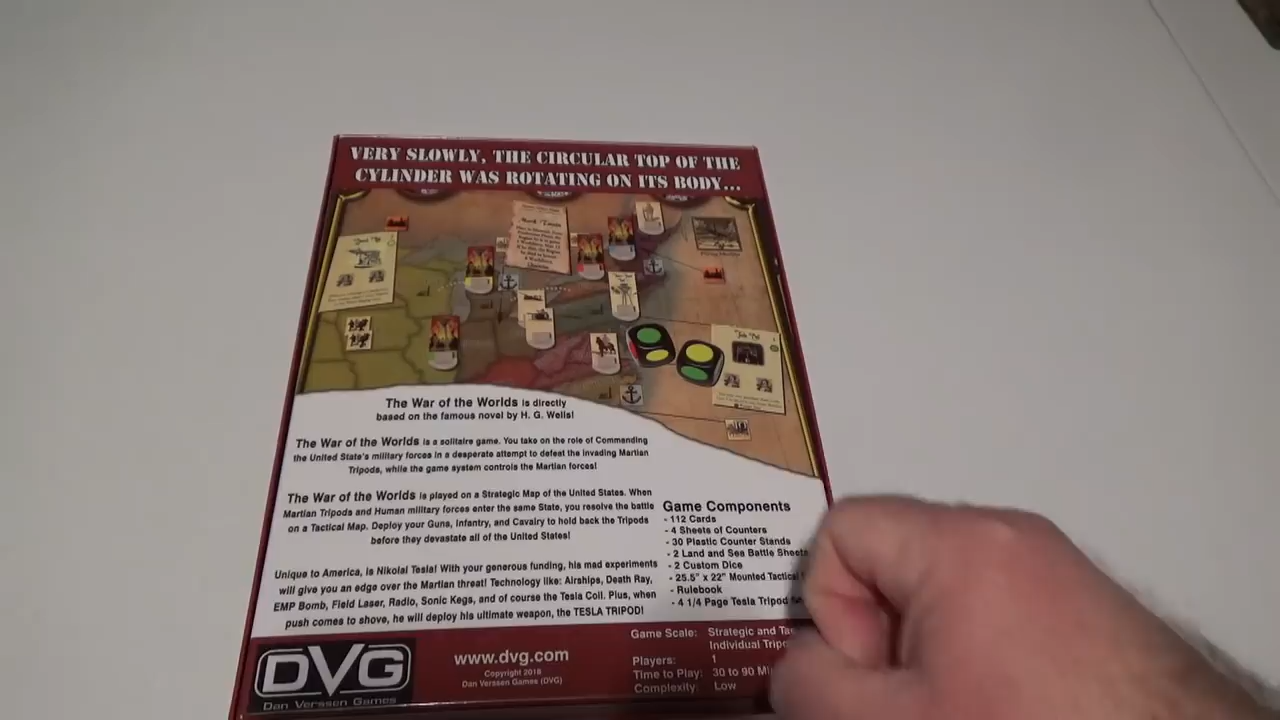 VERY SLOWLY, THE CIRCULAR TOP OF THE
CYLINDER WAS ROTATING ON ITS BODY...
The War of the Worlds is directly
based on the famous novel by H. G. Wells!
The War of the Worlds is a solitaire game. You take on the role of Commanding
the United State's military forces in a desperate attempt to defeat the invading Martian
Tripods, while the game system controls the Martian forces!
The War of the Worlds is played on a Strategic Map of the United States. When
Martian Tripods and Human military forces enter the same State, you resolve the battle
on a Tactical Map. Deploy your Guns, Infantry, and Cavalry to hold back the Tripods
before they devastate all of the United States!
Unique to America, is Nikolai Tesla! With your generous funding, his mad experiments
will give you an edge over the Martian threat! Technology like: Airships, Death Ray,
EMP Bomb, Field Laser, Radio, Sonic Kegs, and of course the Tesla Coil. Plus, when
push comes to shove, he will deploy his ultimate weapon, the TESLA TRIPOD!
Game Components
- 112 Cards
- 4 Sheets of Counters
- 30 Plastic Counter Stands
- 2 Land and Sea Battle Sheets
- 2 Custom Dice
- 25.5" x 22" Mounted Tactical
- Rulebook
- 4 1/4 Page Tesla Tripod
DVG
Dan Verssen Games
www.dvg.com
Copyright 2018
Dan Verssen Games (DVG)
Game Scale: Strategic and Ta
Individual Trip
Players: 1
Time to Play: 30 to 90 Mi
Complexity: Low